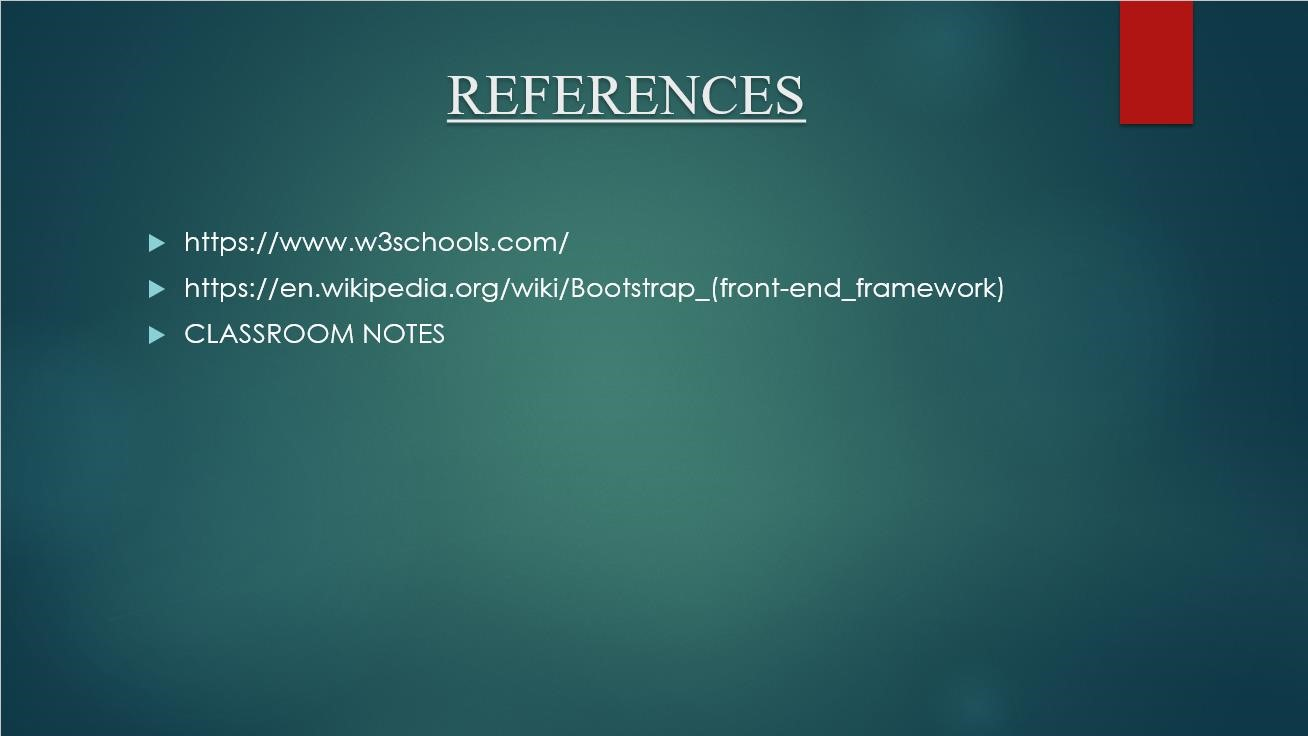 REFERENCES
https://www.w3schools.com/
https://en.wikipedia.org/wiki/Bootstrap_(front-end_framework)
CLASSROOM NOTES